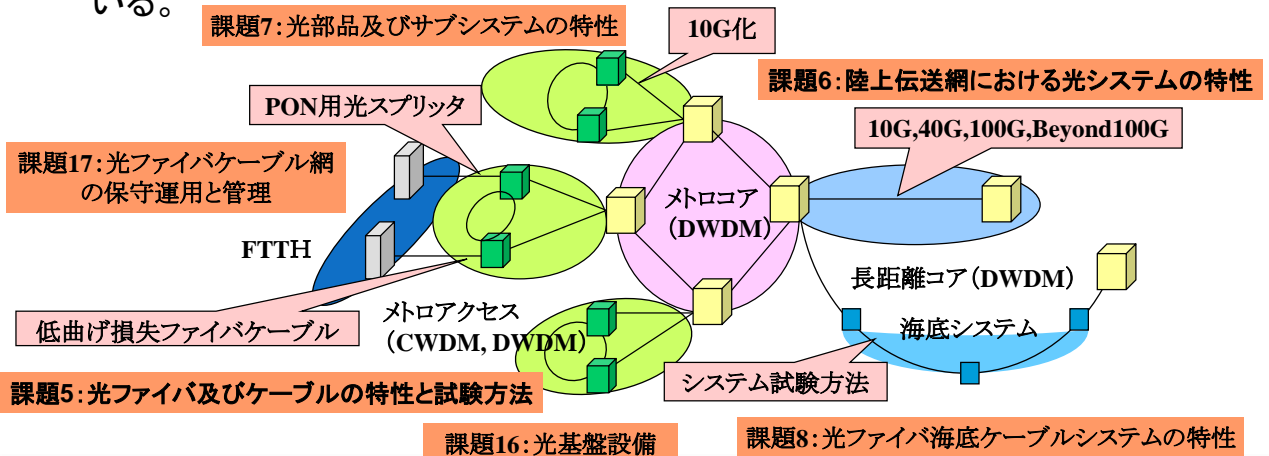 いる。
課題7：光部品及びサブシステムの特性
10G化
課題6：陸上伝送網における光システムの特性
PON用光スプリッタ
10G,40G,100G,Beyond100G
課題17：光ファイバケーブル網
の保守運用と管理
メトロコア
（DWDM）
FTTH
長距離コア（DWDM）
低曲げ損失ファイバケーブル
メトロアクセス
（CWDM, DWDM）
海底システム
システム試験方法
課題5：光ファイバ及びケーブルの特性と試験方法
課題16：光基盤設備
課題8：光ファイバ海底ケーブルシステムの特性